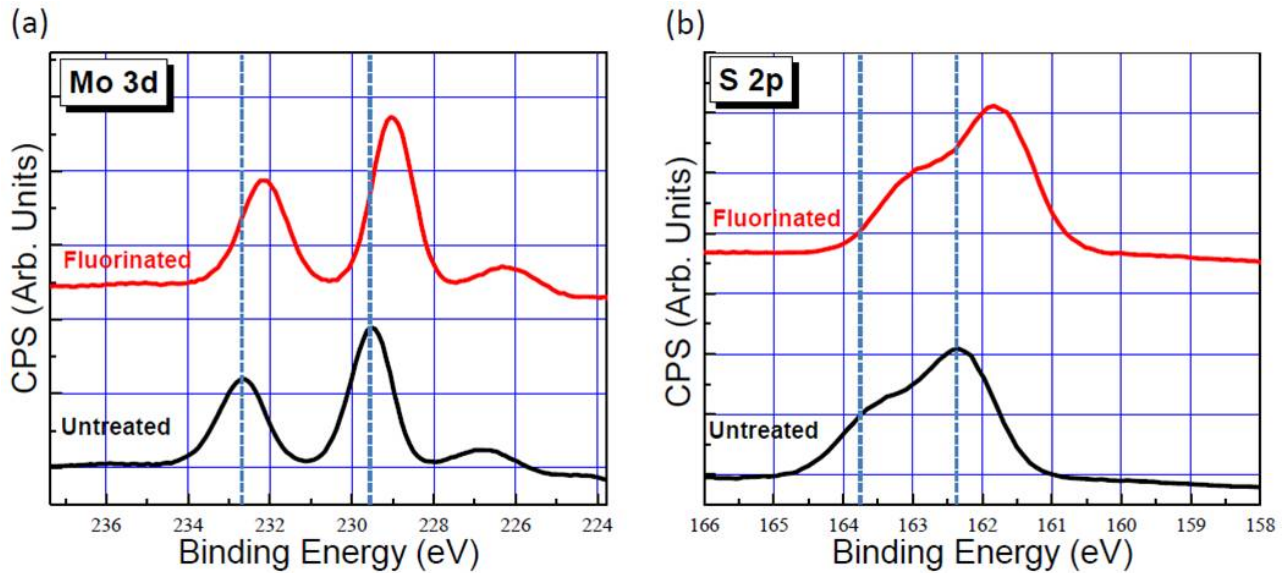 (a)
Mo 3d
CPS (Arb. Units)
Fluorinated
Untreated
236 234 232 230 228 226 224
Binding Energy (eV)
(b)
S 2p
CPS (Arb. Units)
Fluorinated
Untreated
166 165 164 163 162 161 160 159 158
Binding Energy (eV)